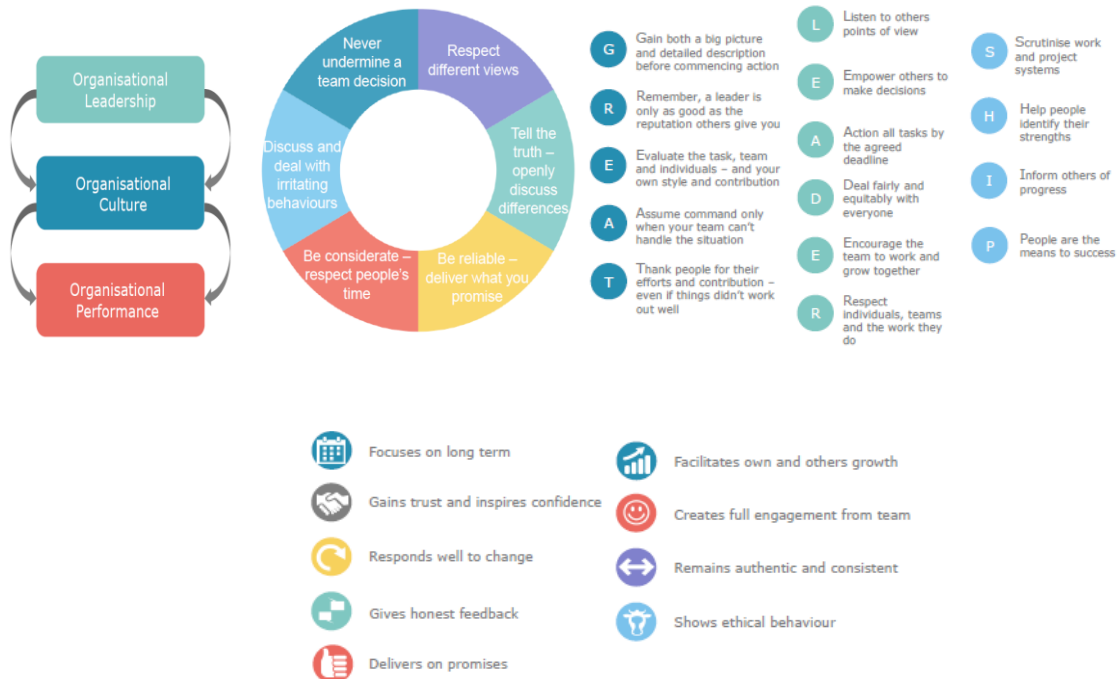 Organisational
Leadership
Organisational
Culture
Organisational
Performance
Never
undermine a
team decision
Respect
different views
Tell the
truth –
openly
discuss
differences
Be reliable –
deliver what you
promise
Be considerate –
respect people's
time
Discuss and
deal with
irritating
behaviours
G
Gain both a big picture
and detailed description
before commencing action
R
Remember, a leader is
only as good as the
reputation others give you
E
Evaluate the task, team
and individuals – and your
own style and contribution
A
Assume command only
when your team can't
handle the situation
T
Thank people for their
efforts and contribution –
even if things didn't work
out well
L
Listen to others
points of view
E
Empower others to
make decisions
A
Action all tasks by
the agreed
deadline
D
Deal fairly and
equitably with
everyone
E
Encourage the
team to work and
grow together
R
Respect
individuals, teams
and the work they
do
S
Scrutinise work
and project
systems
H
Help people
identify their
strengths
I
Inform others of
progress
P
People are the
means to success
Focuses on long term
Gains trust and inspires confidence
Responds well to change
Gives honest feedback
Delivers on promises
Facilitates own and others growth
Creates full engagement from team
Remains authentic and consistent
Shows ethical behaviour